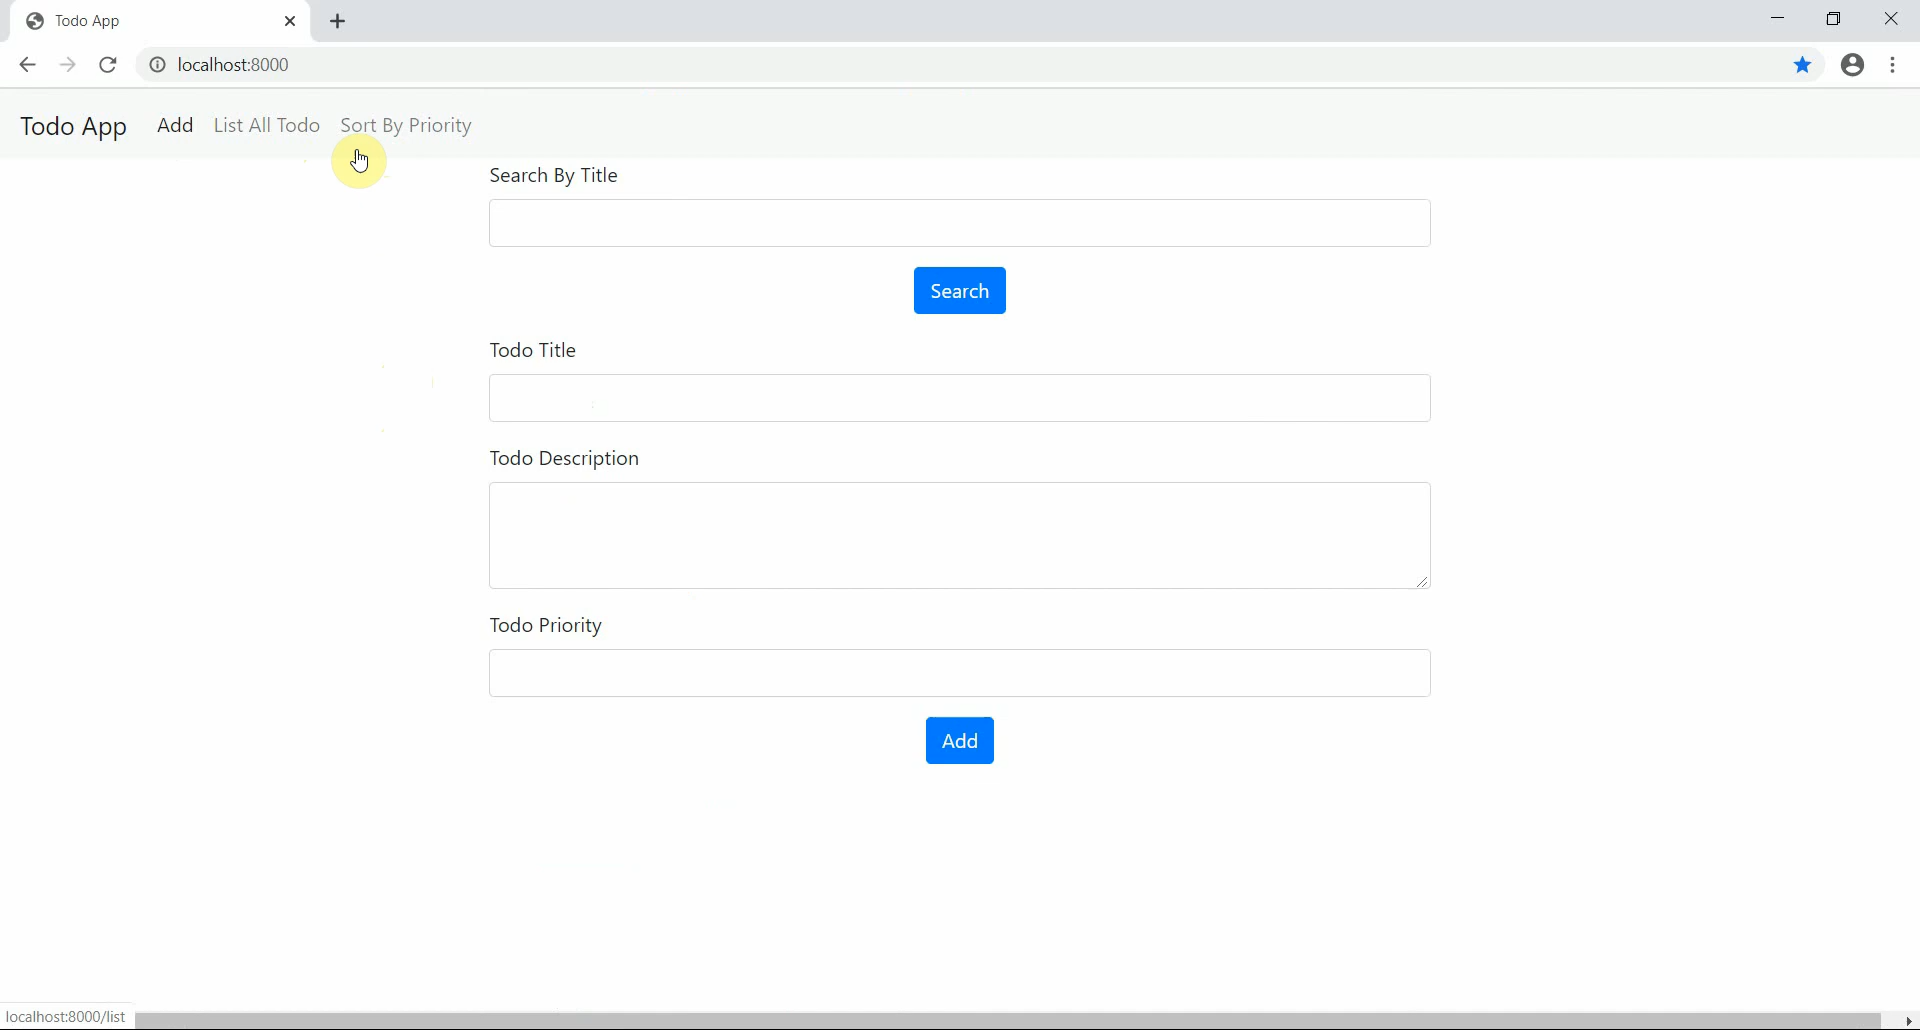 Todo App
localhost:8000
Todo App Add List All Todo Sort By Priority
Search By Title
Search
Todo Title
Todo Description
Todo Priority
Add
localhost:8000/list